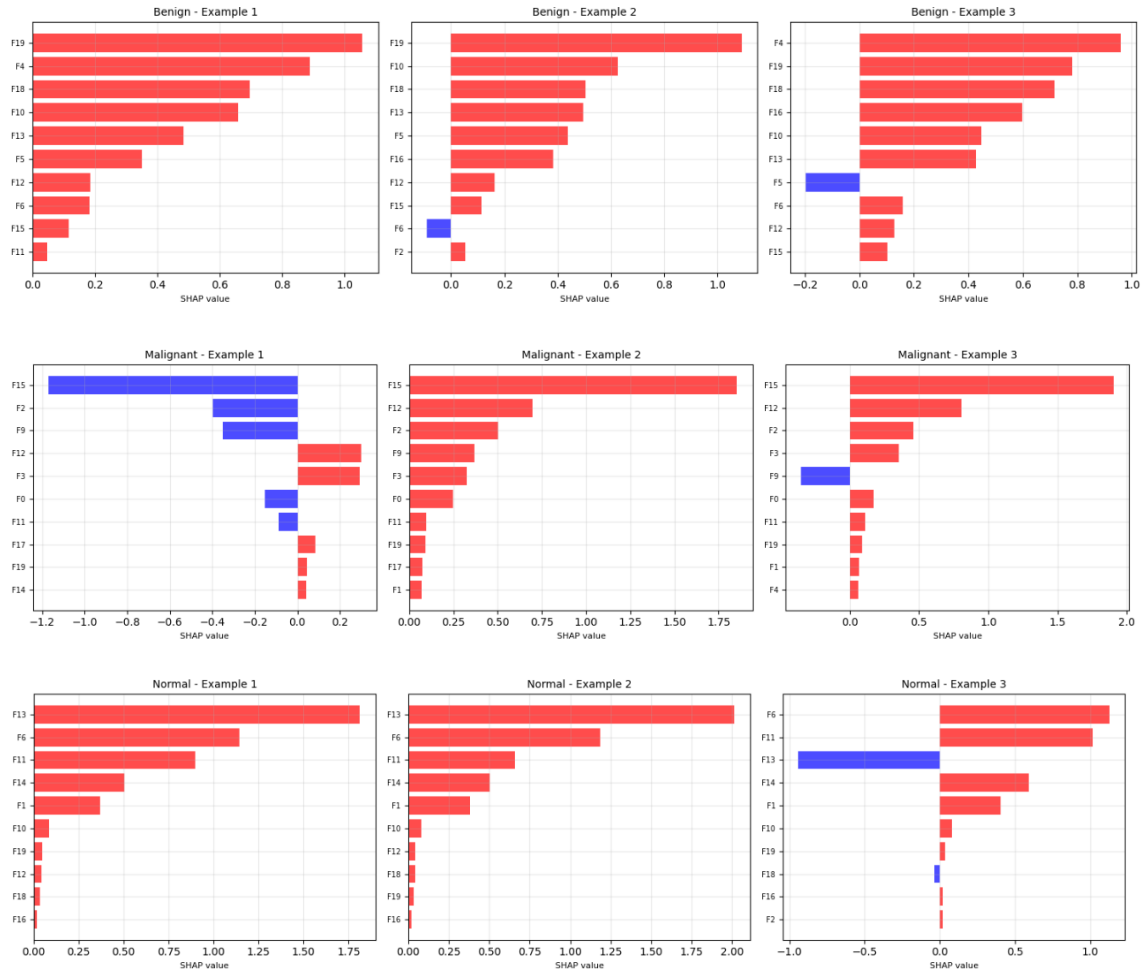 Benign - Example 1
F19
F4
F18
F10
F13
F5
F12
F6
F15
F11
0.0 0.2 0.4 0.6 0.8 1.0
SHAP value
Benign - Example 2
F19
F10
F18
F13
F5
F16
F12
F15
F6
F2
0.0 0.2 0.4 0.6 0.8 1.0
SHAP value
Benign - Example 3
F4
F19
F18
F16
F10
F13
F5
F6
F12
F15
−0.2 0.0 0.2 0.4 0.6 0.8 1.0
SHAP value
Malignant - Example 1
F15
F2
F9
F12
F3
F0
F11
F17
F19
F14
−1.2 −1.0 −0.8 −0.6 −0.4 −0.2 0.0 0.2
SHAP value
Malignant - Example 2
F15
F12
F2
F9
F3
F0
F11
F19
F17
F1
0.00 0.25 0.50 0.75 1.00 1.25 1.50 1.75
SHAP value
Malignant - Example 3
F15
F12
F2
F3
F9
F0
F11
F19
F1
F4
0.0 0.5 1.0 1.5 2.0
SHAP value
Normal - Example 1
F13
F6
F11
F14
F1
F10
F19
F12
F18
F16
0.00 0.25 0.50 0.75 1.00 1.25 1.50 1.75
SHAP value
Normal - Example 2
F13
F6
F11
F14
F1
F10
F12
F18
F19
F16
0.00 0.25 0.50 0.75 1.00 1.25 1.50 1.75 2.00
SHAP value
Normal - Example 3
F6
F11
F13
F14
F1
F10
F19
F18
F16
F2
−1.0 −0.5 0.0 0.5 1.0
SHAP value